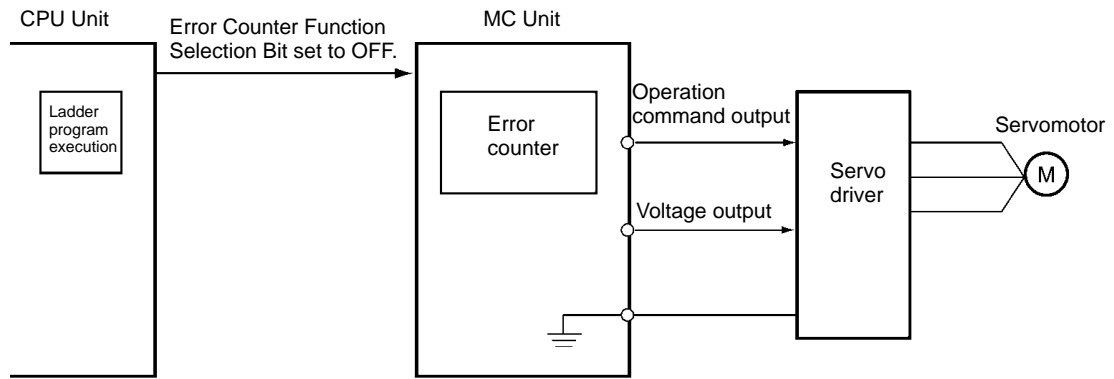 CPU Unit
Error Counter Function
Selection Bit set to OFF.
MC Unit
Ladder
program
execution
Error
counter
Operation
command output
Voltage output
Servo
driver
Servomotor
M